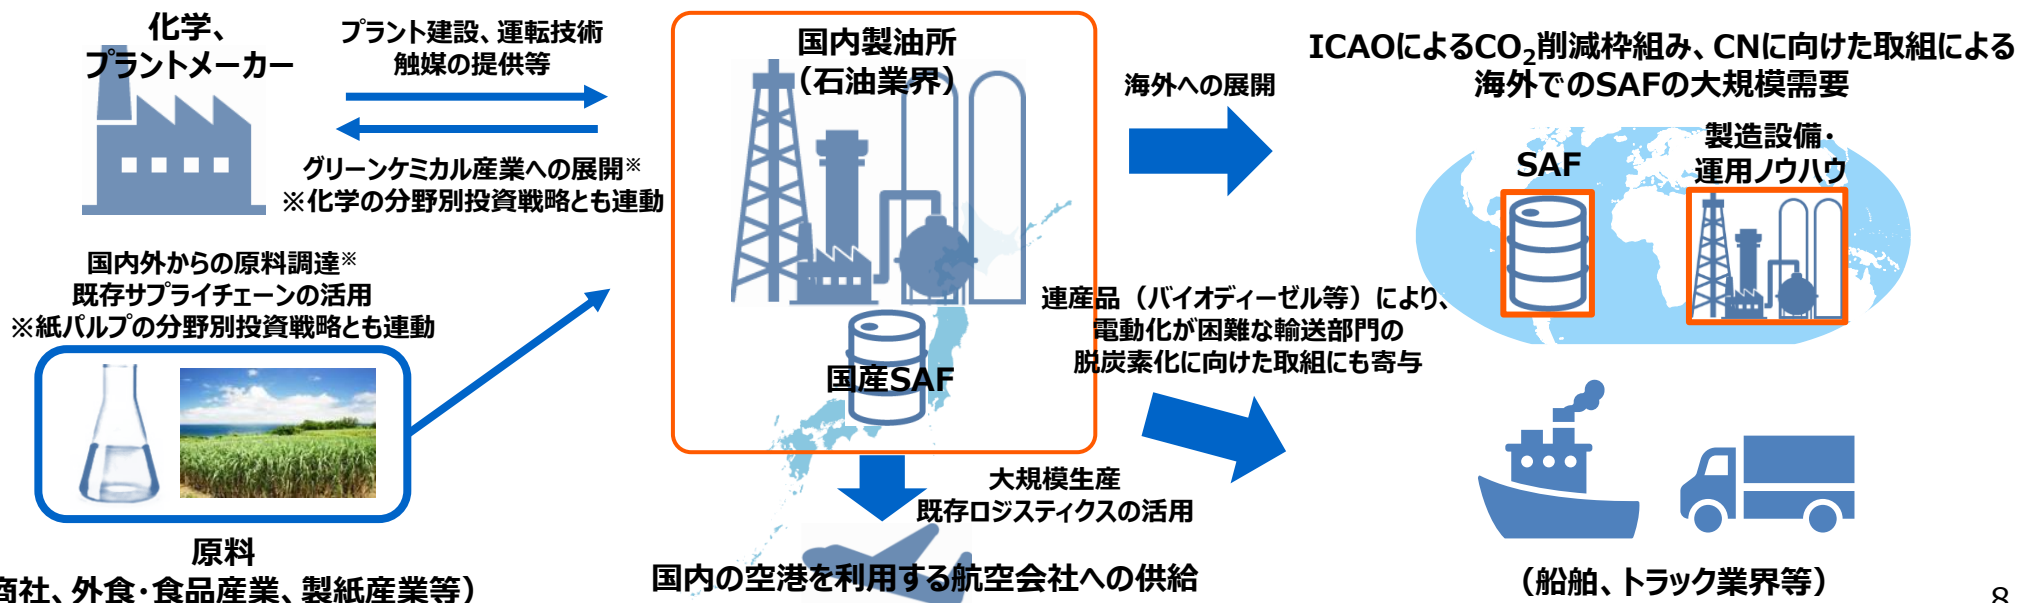 化学、
プラントメーカー
プラント建設、運転技術
触媒の提供等
グリーンケミカル産業への展開※
※化学の分野別投資戦略とも連動
国内外からの原料調達※
既存サプライチェーンの活用
※紙パルプの分野別投資戦略とも連動
原料
商社、外食・食品産業、製紙産業等）
国内製油所
（石油業界）
国産SAF
大規模生産
既存ロジスティクスの活用
国内の空港を利用する航空会社への供給
海外への展開
ICAOによるCO₂削減枠組み、CNに向けた取組による
海外でのSAFの大規模需要
SAF
製造設備・
運用ノウハウ
連産品（バイオディーゼル等）により、
電動化が困難な輸送部門の
脱炭素化に向けた取組にも寄与
（船舶、トラック業界等）
8